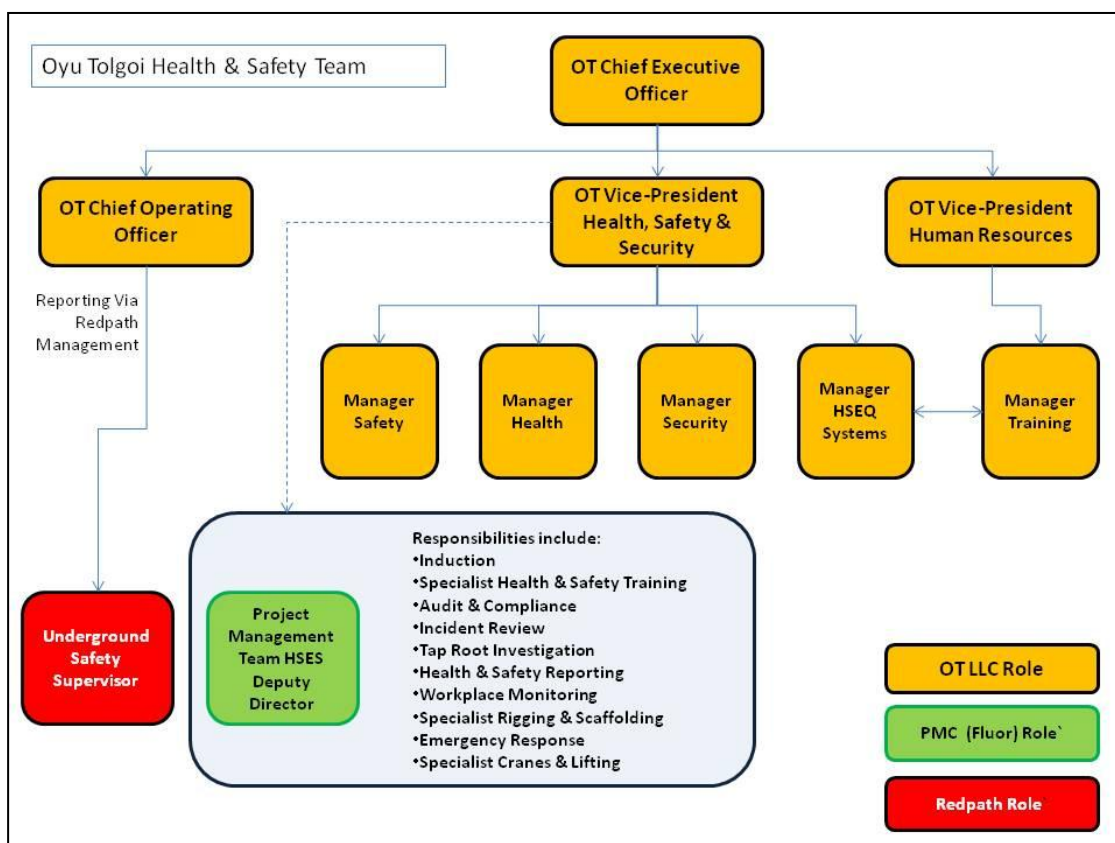 Oyu Tolgoi Health & Safety Team
OT Chief Executive
Officer
OT Chief Operating
Officer
OT Vice-President
Health, Safety &
Security
OT Vice-President
Human Resources
Reporting Via
Redpath
Management
Manager
Safety
Manager
Health
Manager
Security
Manager
HSEQ
Systems
Manager
Training
Underground
Safety
Supervisor
Project
Management
Team HSES
Deputy
Director
Responsibilities include:
•Induction
•Specialist Health & Safety Training
•Audit & Compliance
•Incident Review
•Tap Root Investigation
•Health & Safety Reporting
•Workplace Monitoring
•Specialist Rigging & Scaffolding
•Emergency Response
•Specialist Cranes & Lifting
OT LLC Role
PMC (Fluor) Role`
Redpath Role